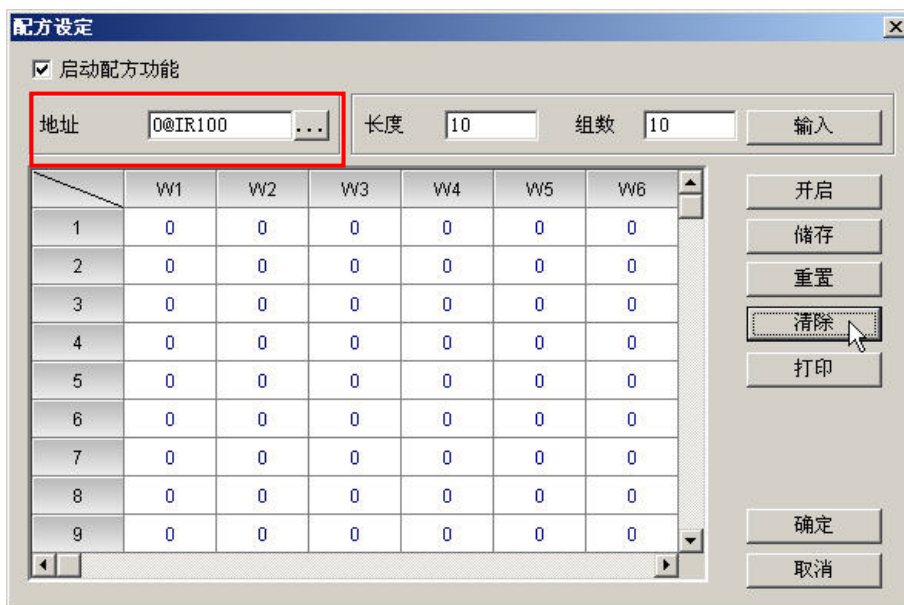 配方设定
启动配方功能
地址 0@IR100 ... 长度 10 组数 10 输入
W1 W2 W3 W4 W5 W6
1 0 0 0 0 0 0
2 0 0 0 0 0 0
3 0 0 0 0 0 0
4 0 0 0 0 0 0
5 0 0 0 0 0 0
6 0 0 0 0 0 0
7 0 0 0 0 0 0
8 0 0 0 0 0 0
9 0 0 0 0 0 0
开启
储存
重置
清除
打印
确定
取消